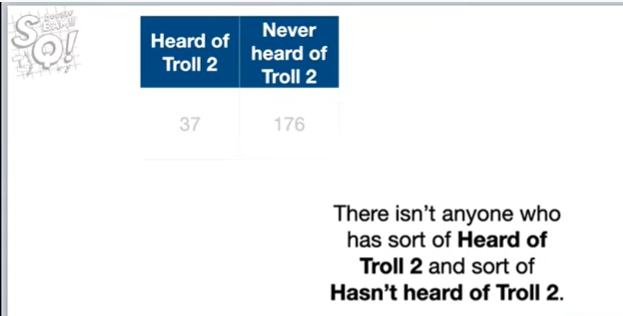 SQ!
Heard of
Troll 2
Never
heard of
Troll 2
37
176
There isn’t anyone who
has sort of Heard of
Troll 2 and sort of
Hasn’t heard of Troll 2.